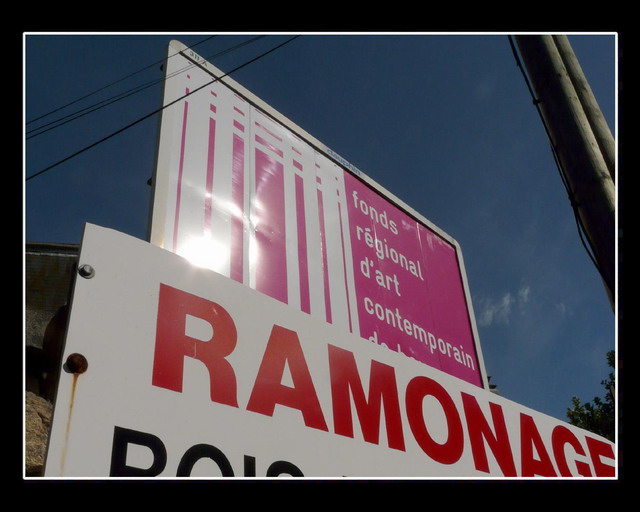 fonds
régional
d'art
contemporain
RAMONAGE